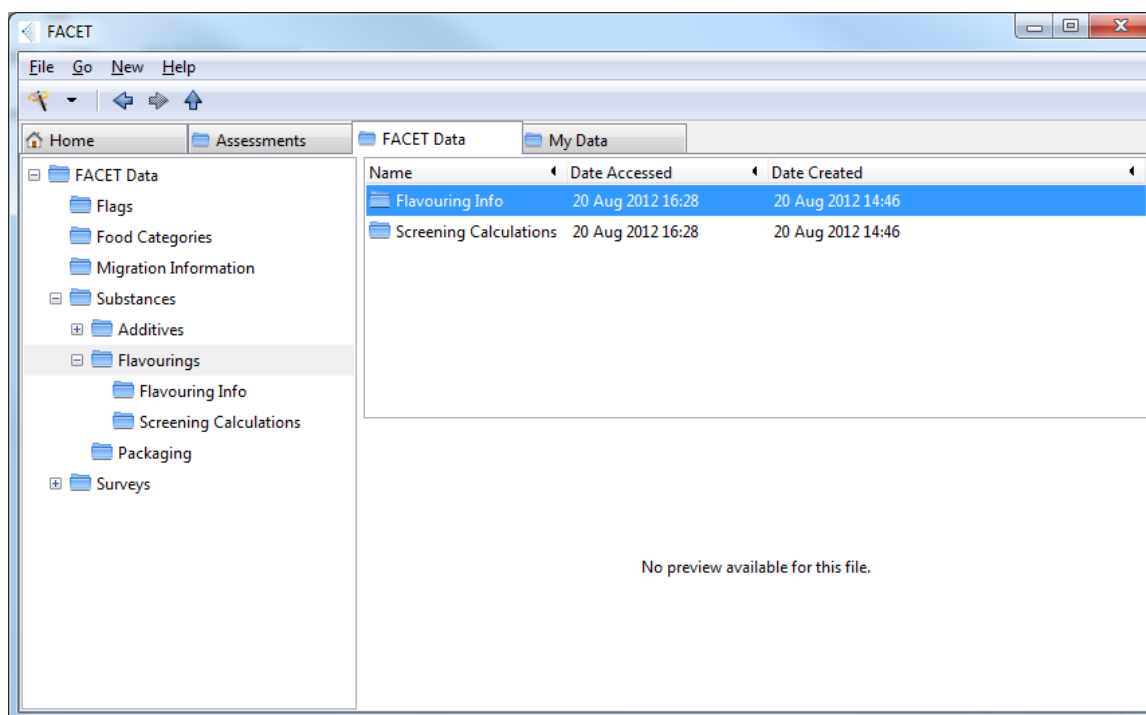 FACET
File Go New Help
Home Assessments FACET Data My Data
FACET Data
Flags
Food Categories
Migration Information
Substances
Additives
Flavourings
Flavouring Info
Screening Calculations
Packaging
Surveys
Name Date Accessed Date Created
Flavouring Info 20 Aug 2012 16:28 20 Aug 2012 14:46
Screening Calculations 20 Aug 2012 16:28 20 Aug 2012 14:46
No preview available for this file.